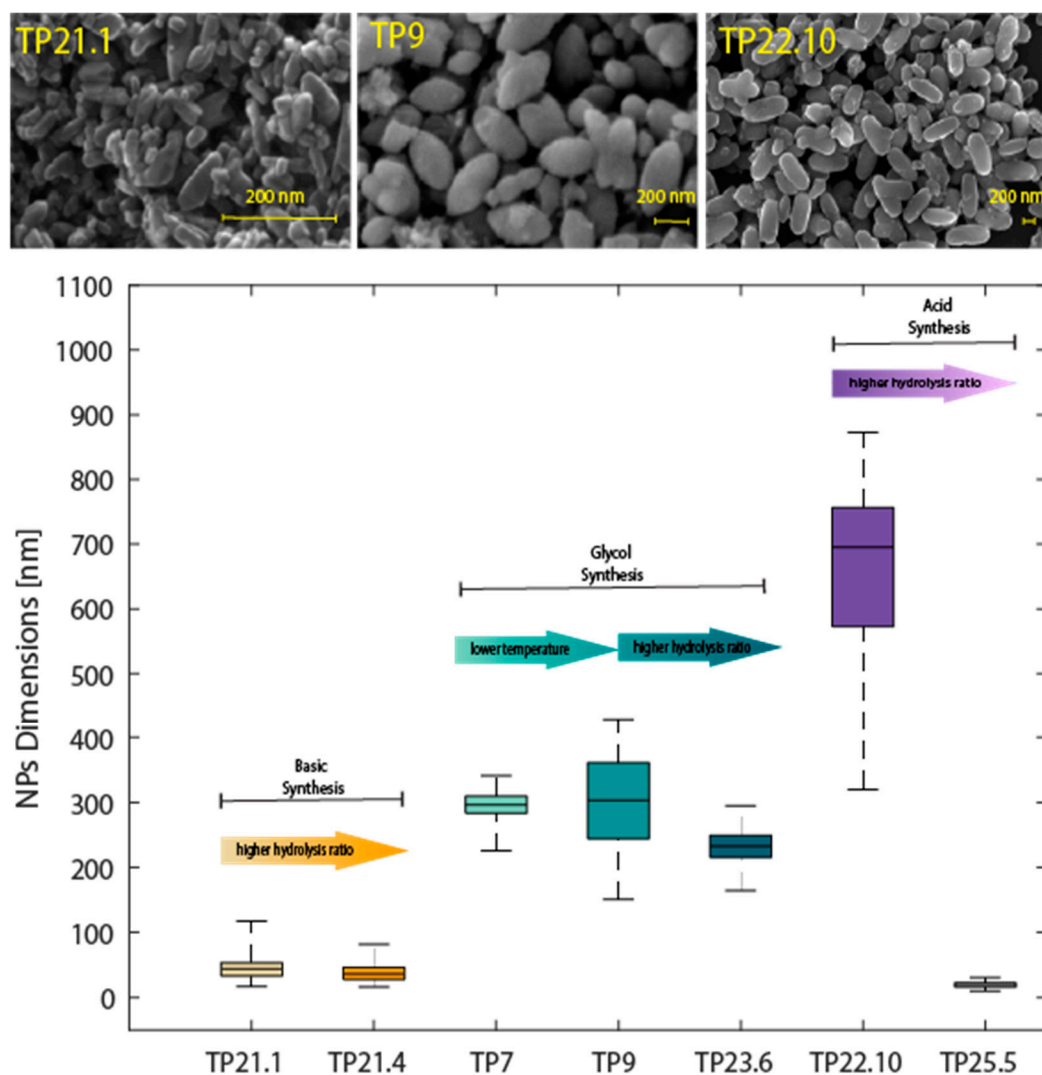 TP21.1
TP9
TP22.10
200 nm
200 nm
200 nm
NPs Dimensions [nm]
1100
1000
900
800
700
600
500
400
300
200
100
0
Acid
Synthesis
higher hydrolysis ratio
Glycol
Synthesis
lower temperature
higher hydrolysis ratio
Basic
Synthesis
higher hydrolysis ratio
TP21.1 TP21.4 TP7 TP9 TP23.6 TP22.10 TP25.5